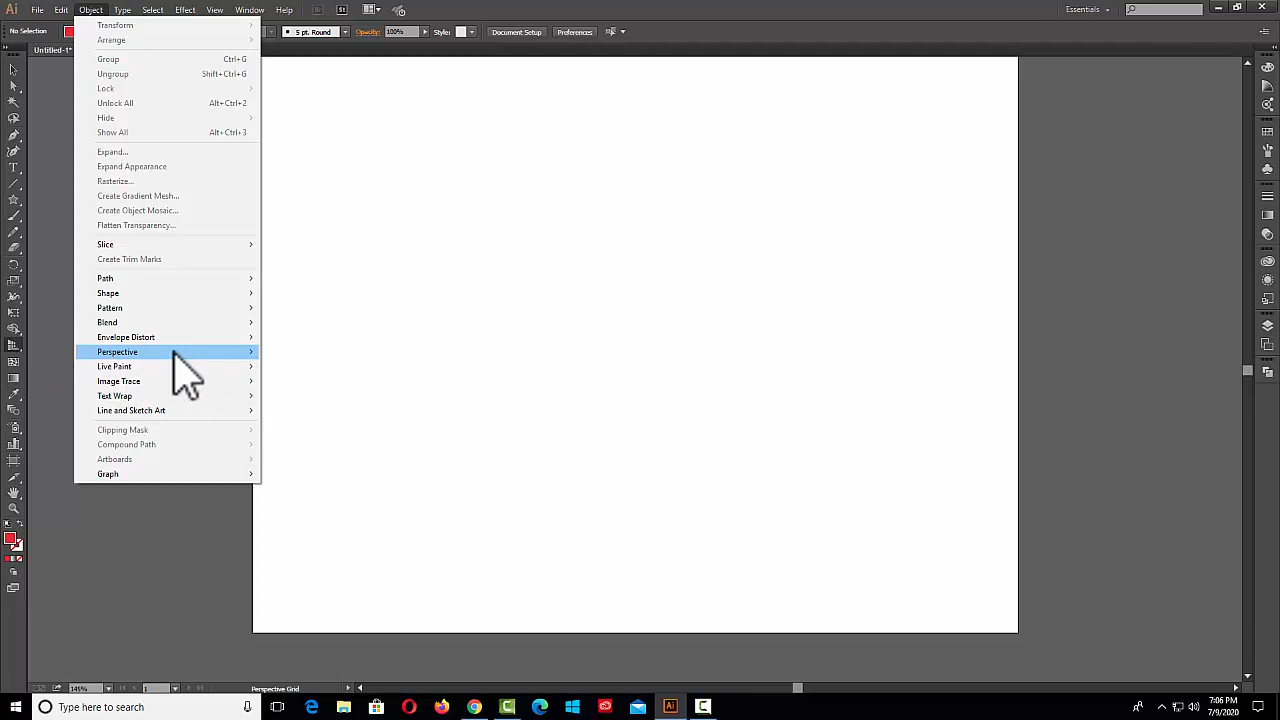 Ai File Edit Object Type Select Effect View Window Help Br St Essentials
No Selection 5 pt. Round Opacity: 100% Style: Document Setup Preferences
Untitled-1*
Transform
Arrange
Group Ctrl+G
Ungroup Shift+Ctrl+G
Lock
Unlock All Alt+Ctrl+2
Hide
Show All Alt+Ctrl+3
Expand...
Expand Appearance
Rasterize...
Create Gradient Mesh...
Create Object Mosaic...
Flatten Transparency...
Slice
Create Trim Marks
Path
Shape
Pattern
Blend
Envelope Distort
Perspective
Live Paint
Image Trace
Text Wrap
Line and Sketch Art
Clipping Mask
Compound Path
Artboards
Graph
145% 1 Perspective Grid
Type here to search Ai 7:06 PM
7/9/2020